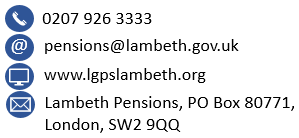 0207 926 3333
pensions@lambeth.gov.uk
www.lgpslambeth.org
Lambeth Pensions, PO Box 80771,
London, SW2 9QQ